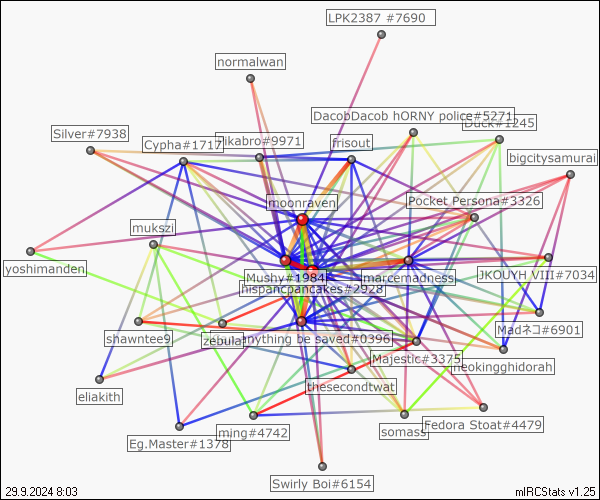 LPK2387 #7690
normalwan
DacobDacob hORNY police#5271
Duck#1245
Silver#7938
Cypha#1717
ikabro#9971
frisout
bigcitysamurai
moonraven
Pocket Persona#3326
mukszi
yoshimanden
Mushy#1984
marcemadness
JKOUYH VIII#7034
hispancpancakes#2928
Madネコ#6901
shawntee9
zebula
anything be saved#0396
Majestic#3375
neokingghidorah
eliakith
thesecondtwat
Eg.Master#1378
ming#4742
somass
Fedora Stoat#4479
Swirly Boi#6154
29.9.2024 8:03
mIRCStats v1.25